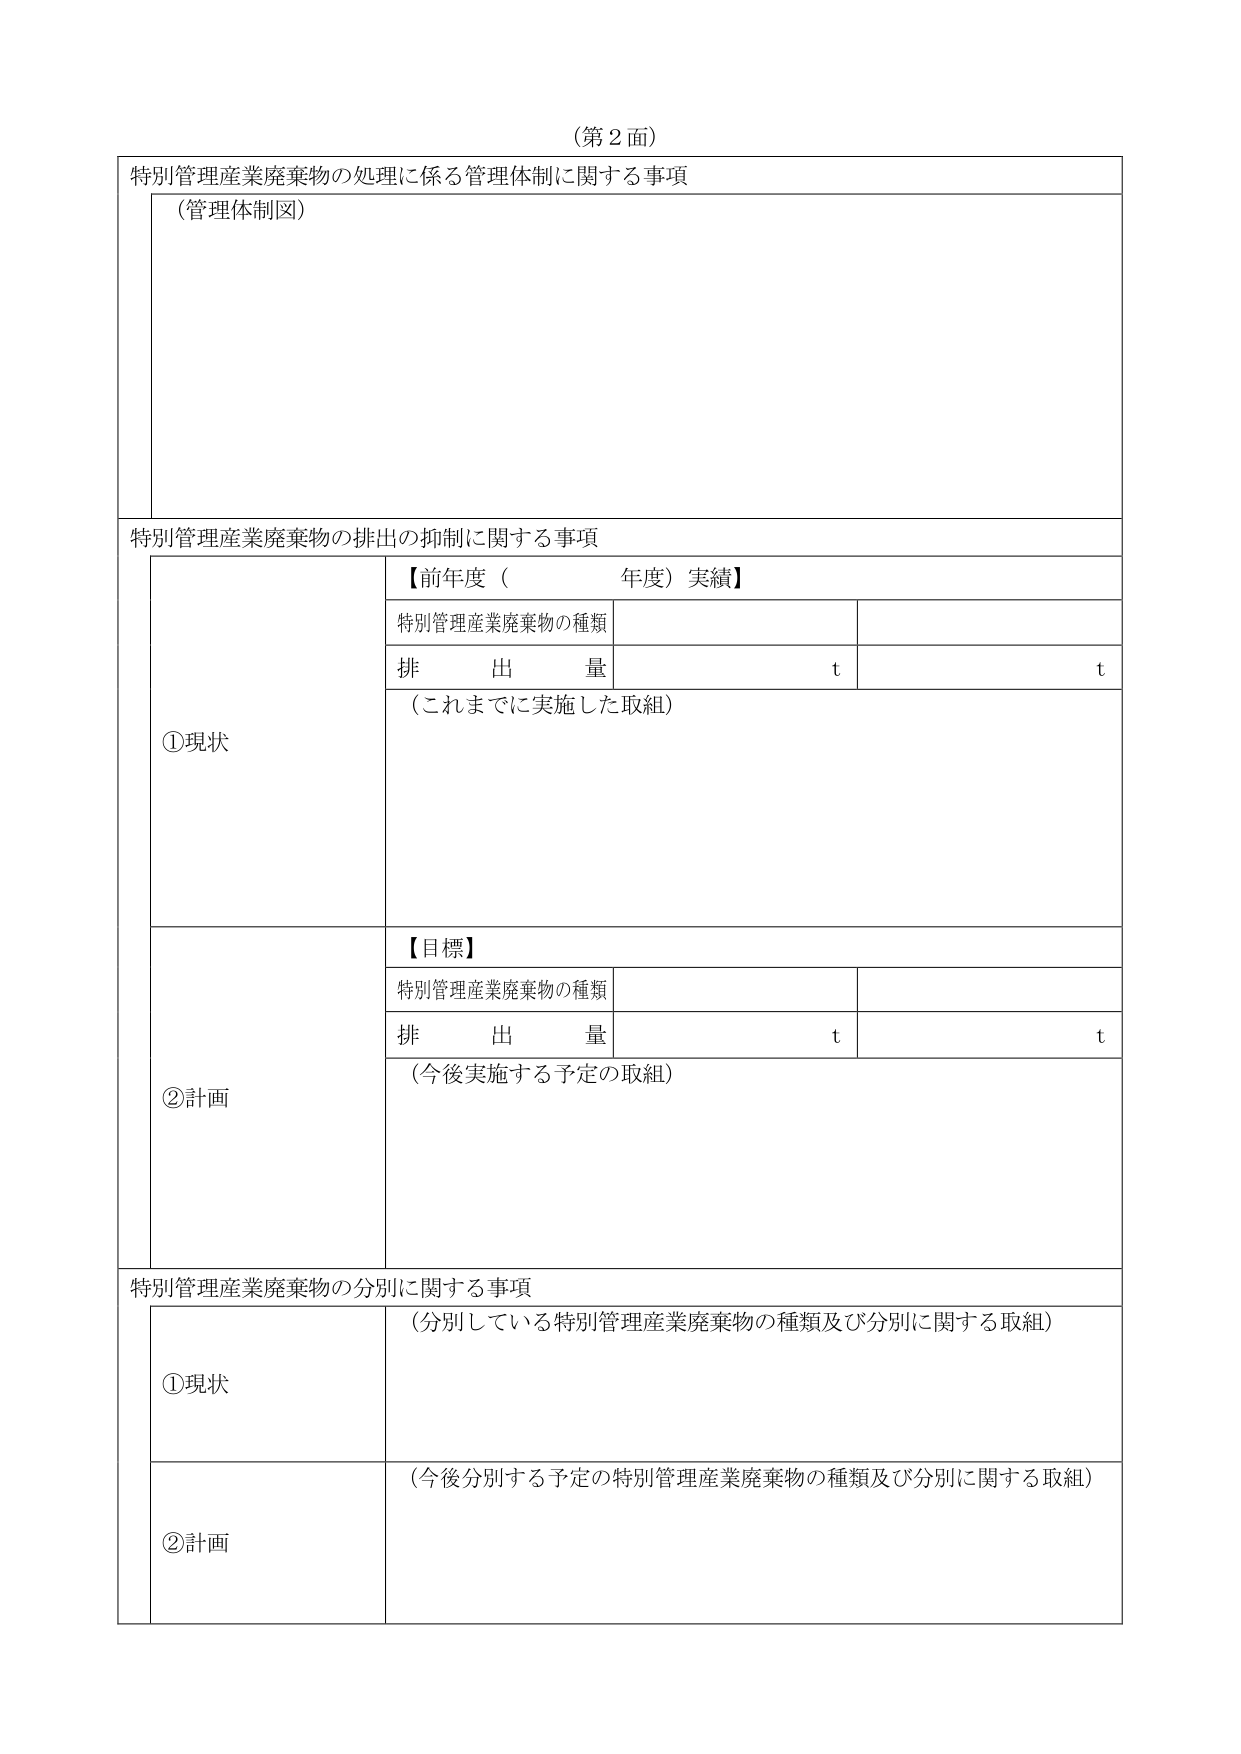 （第２面）
特別管理産業廃棄物の処理に係る管理体制に関する事項
（管理体制図）
特別管理産業廃棄物の排出の抑制に関する事項
①現状
【前年度（　　　　　年度）実績】
特別管理産業廃棄物の種類
排　出　量　t　t
（これまでに実施した取組）
②計画
【目標】
特別管理産業廃棄物の種類
排　出　量　t　t
（今後実施する予定の取組）
特別管理産業廃棄物の分別に関する事項
①現状
（分別している特別管理産業廃棄物の種類及び分別に関する取組）
②計画
（今後分別する予定の特別管理産業廃棄物の種類及び分別に関する取組）